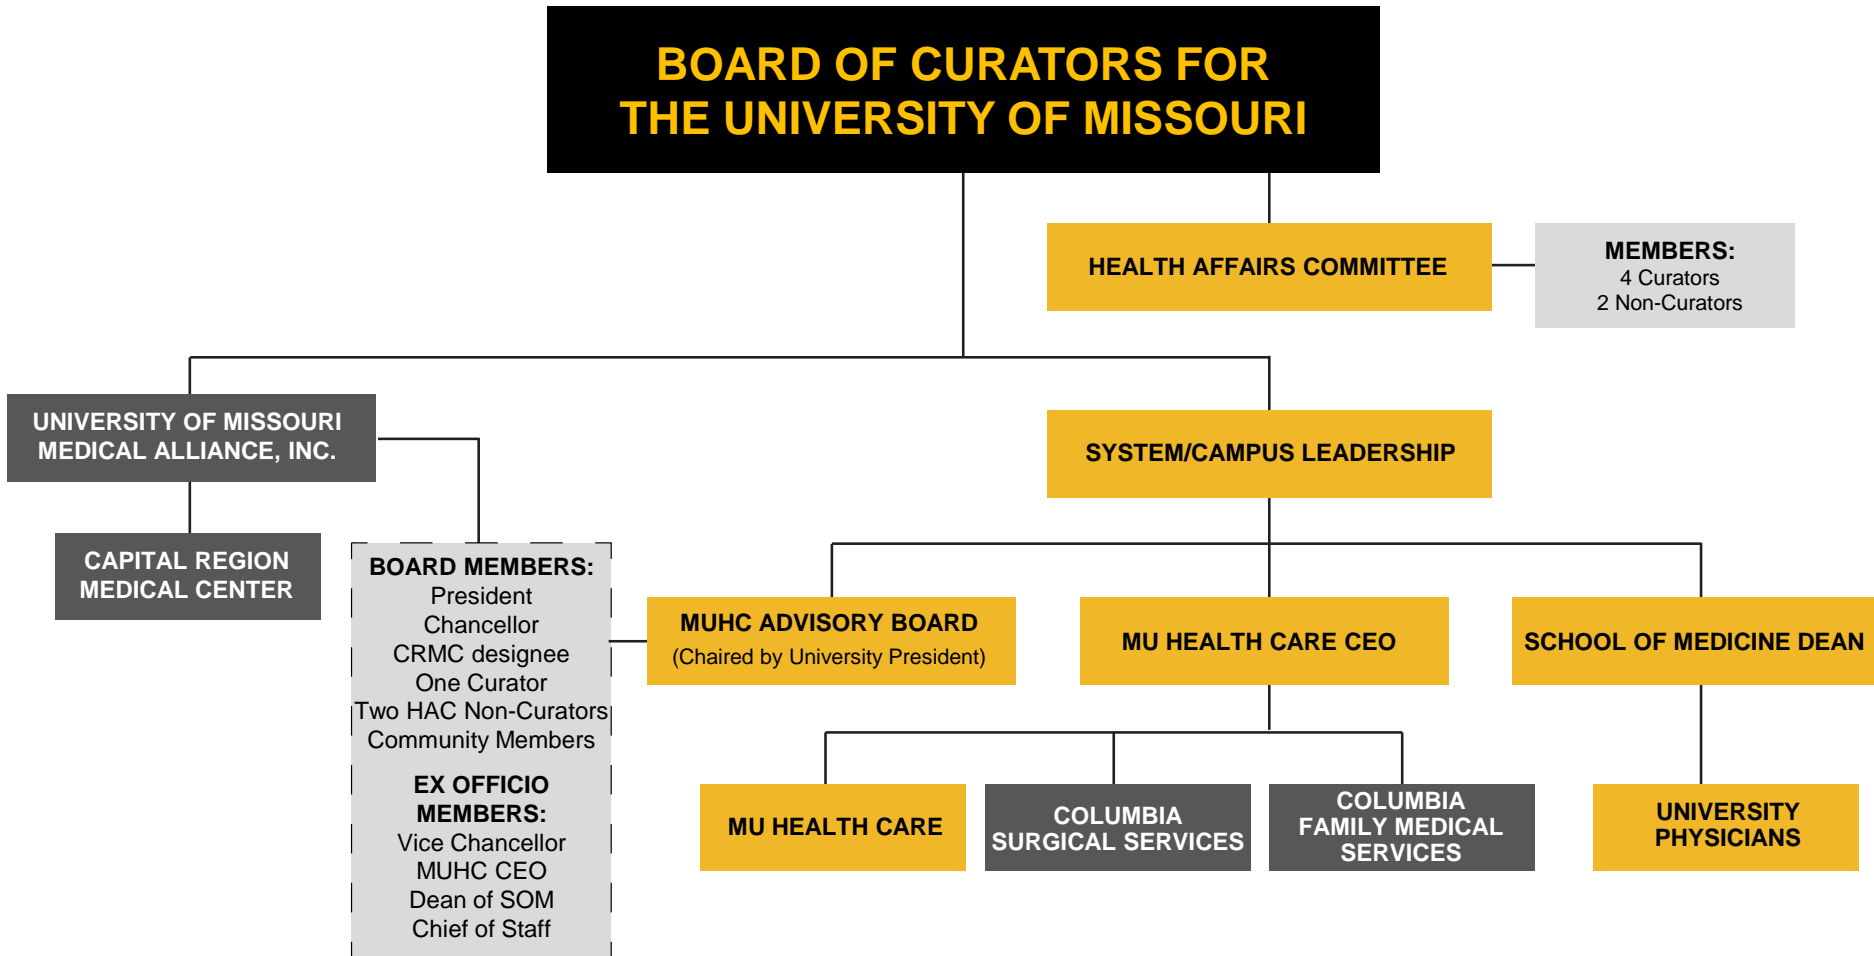 BOARD OF CURATORS FOR
THE UNIVERSITY OF MISSOURI
HEALTH AFFAIRS COMMITTEE
MEMBERS:
4 Curators
2 Non-Curators
UNIVERSITY OF MISSOURI
MEDICAL ALLIANCE, INC.
SYSTEM/CAMPUS LEADERSHIP
CAPITAL REGION
MEDICAL CENTER
BOARD MEMBERS:
President
Chancellor
CRMC designee
One Curator
Two HAC Non-Curators
Community Members
EX OFFICIO
MEMBERS:
Vice Chancellor
MUHC CEO
Dean of SOM
Chief of Staff
MUHC ADVISORY BOARD
(Chaired by University President)
MU HEALTH CARE CEO
SCHOOL OF MEDICINE DEAN
MU HEALTH CARE
COLUMBIA
SURGICAL SERVICES
COLUMBIA
FAMILY MEDICAL
SERVICES
UNIVERSITY
PHYSICIANS